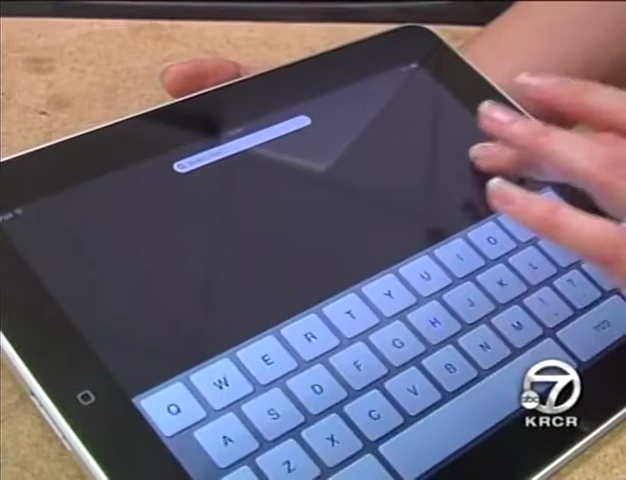 Q W E R T Y U I O
A S D F G H J K L
Z X C V B N M ! , ? .
.?123
abc 7
KRCR